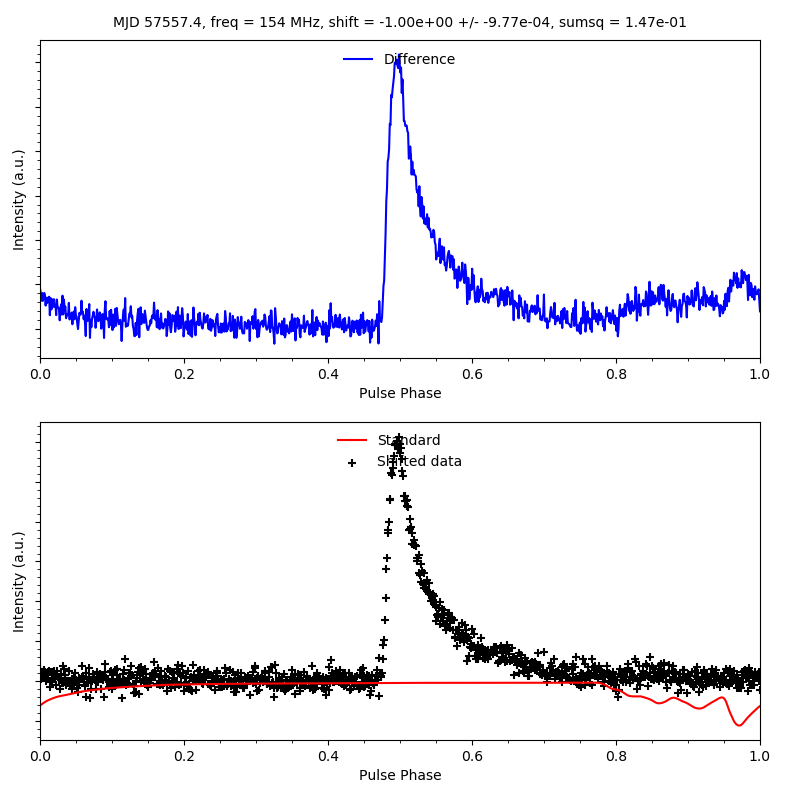 MJD 57557.4, freq = 154 MHz, shift = -1.00e+00 +/- -9.77e-04, sumsq = 1.47e-01
Difference
Intensity (a.u.)
0.0 0.2 0.4 0.6 0.8 1.0
Pulse Phase
Standard
Shifted data
Intensity (a.u.)
0.0 0.2 0.4 0.6 0.8 1.0
Pulse Phase